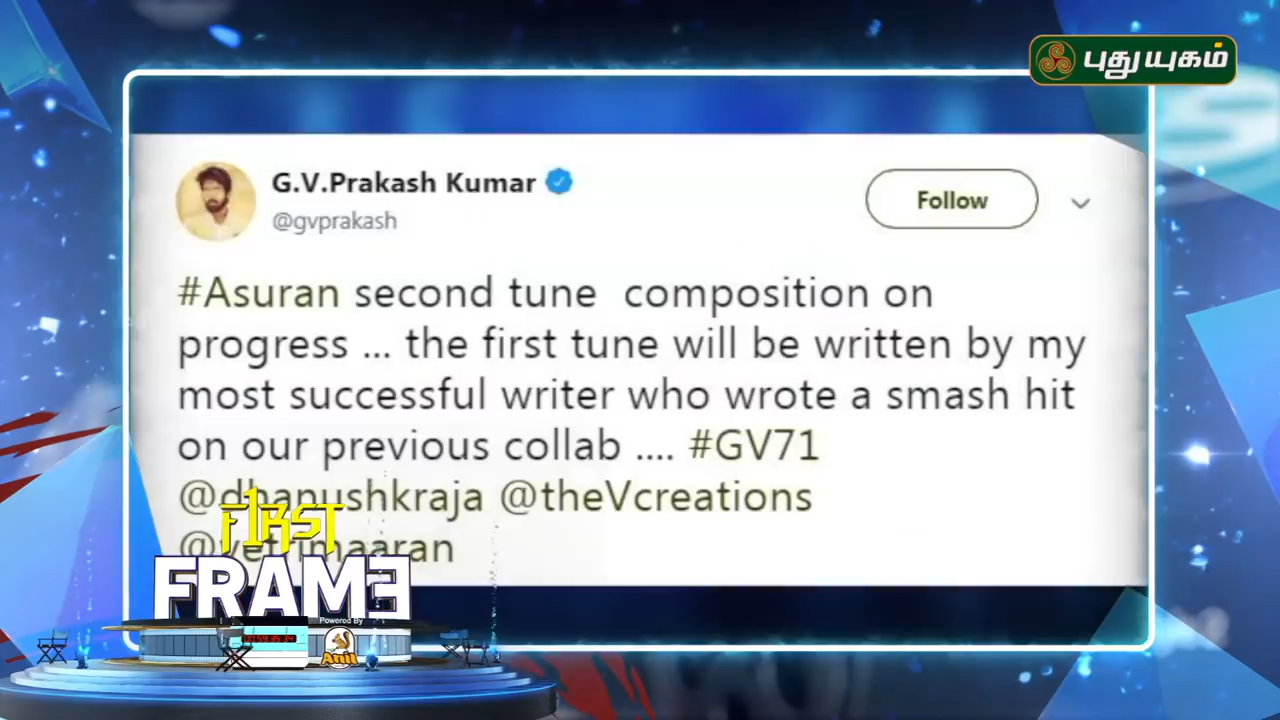 புதுயுகம்
G.V.Prakash Kumar
@gvprakash
Follow
#Asuran second tune composition on
progress ... the first tune will be written by my
most successful writer who wrote a smash hit
on our previous collab .... #GV71
@dhanushkraja @theVcreations
@vetrimaaran
FIRST
FRAME
Powered By
Anil